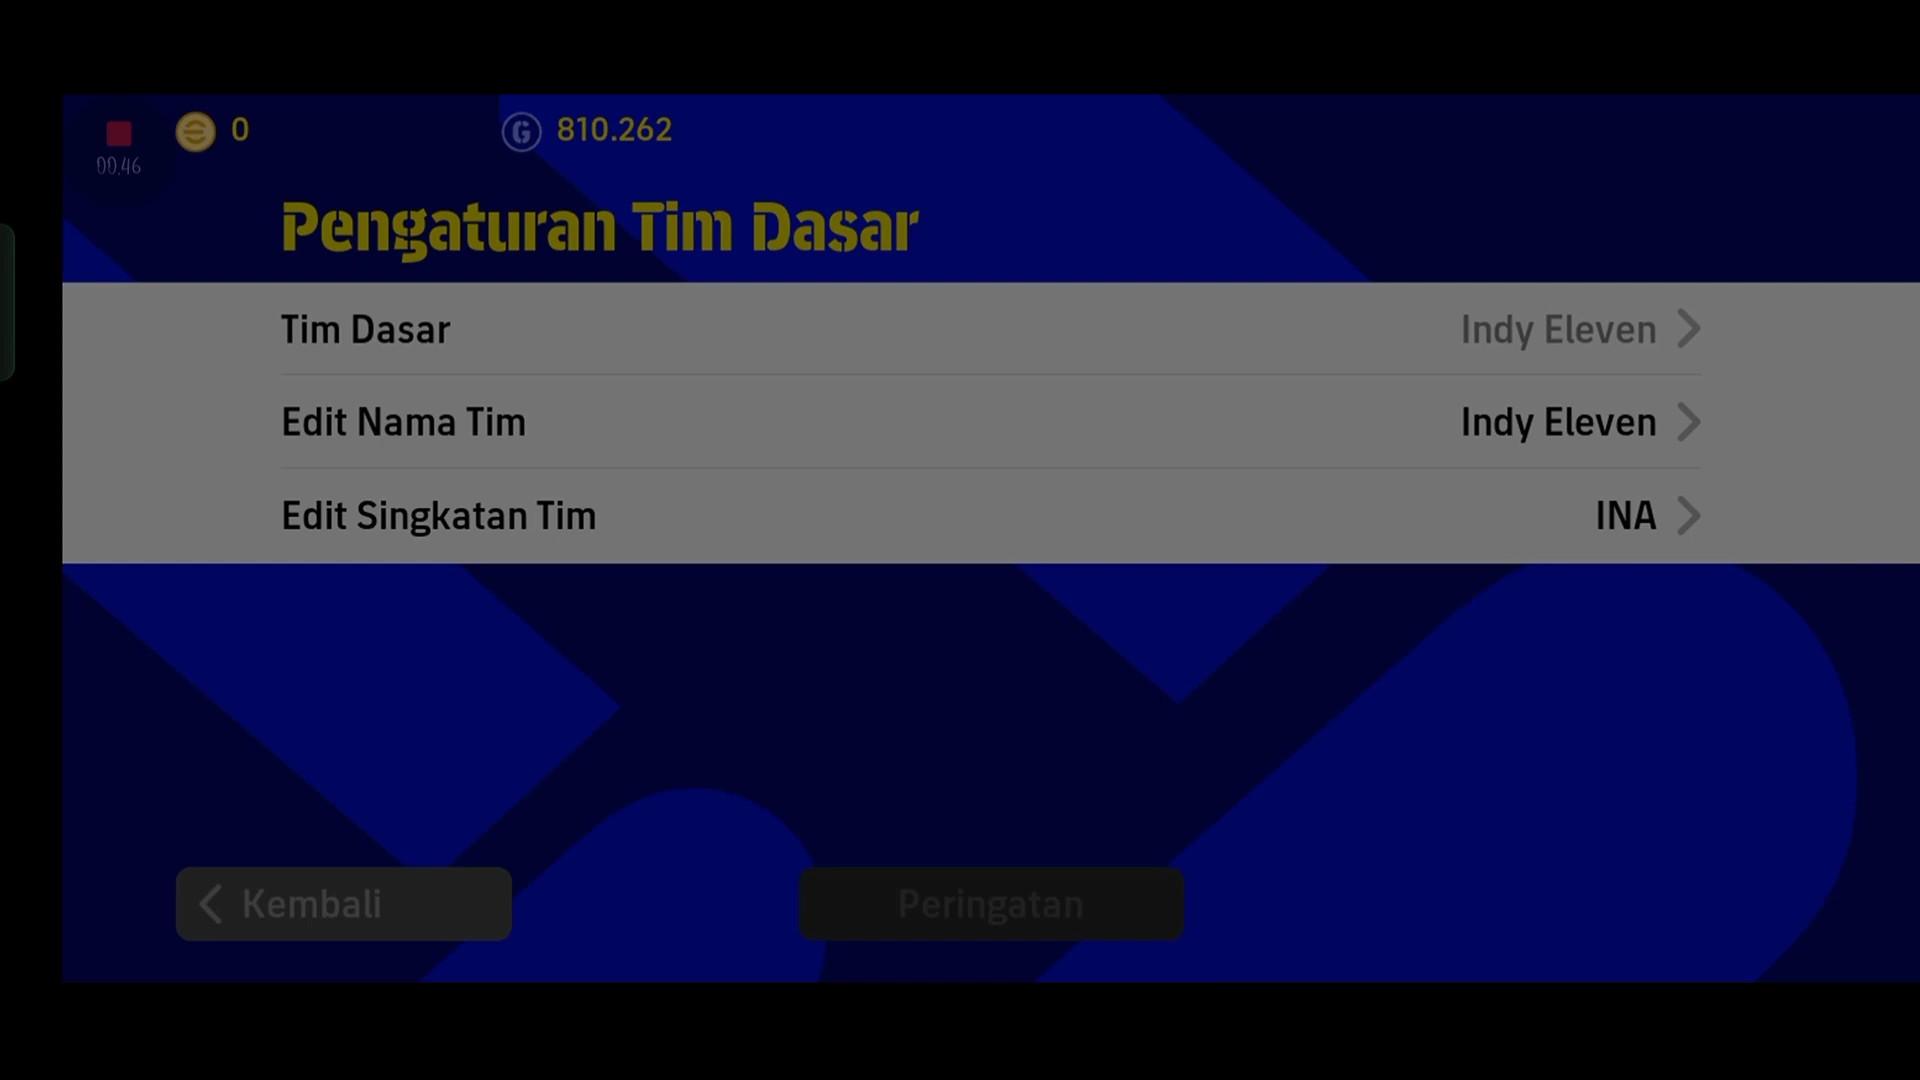 0
810.262
00.46
Pengaturan Tim Dasar
Tim Dasar
Indy Eleven
Edit Nama Tim
Indy Eleven
Edit Singkatan Tim
INA
Kembali
Peringatan